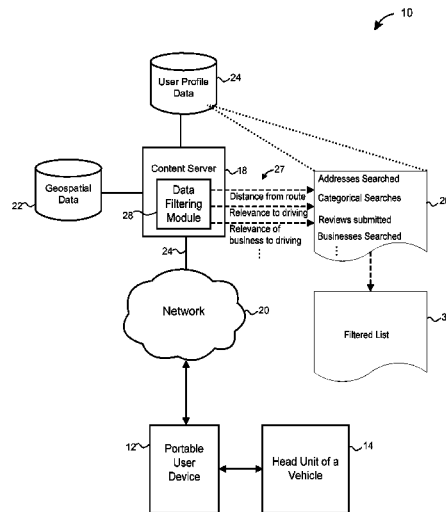 10
User Profile
Data
24
Content Server
18
27
Geospatial
Data
22
Data
Filtering
Module
28
Distance from route
Relevance to driving
Relevance of
business to driving
⋮
Addresses Searched
Categorical Searches
Reviews submitted
Businesses Searched
⋮
24
Network
20
Filtered List
12
Portable
User
Device
14
Head Unit of a
Vehicle